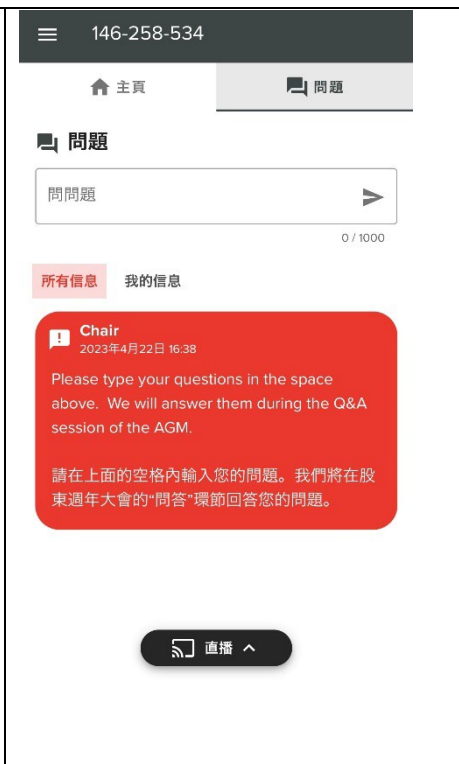 146-258-534
主頁 問題
問題
問問題
0 / 1000
所有信息 我的信息
Chair
2023年4月22日 16:38
Please type your questions in the space
above.  We will answer them during the Q&A
session of the AGM.
請在上面的空格內輸入您的問題。我們將在股
東週年大會的“問答”環節回答您的問題。
直播